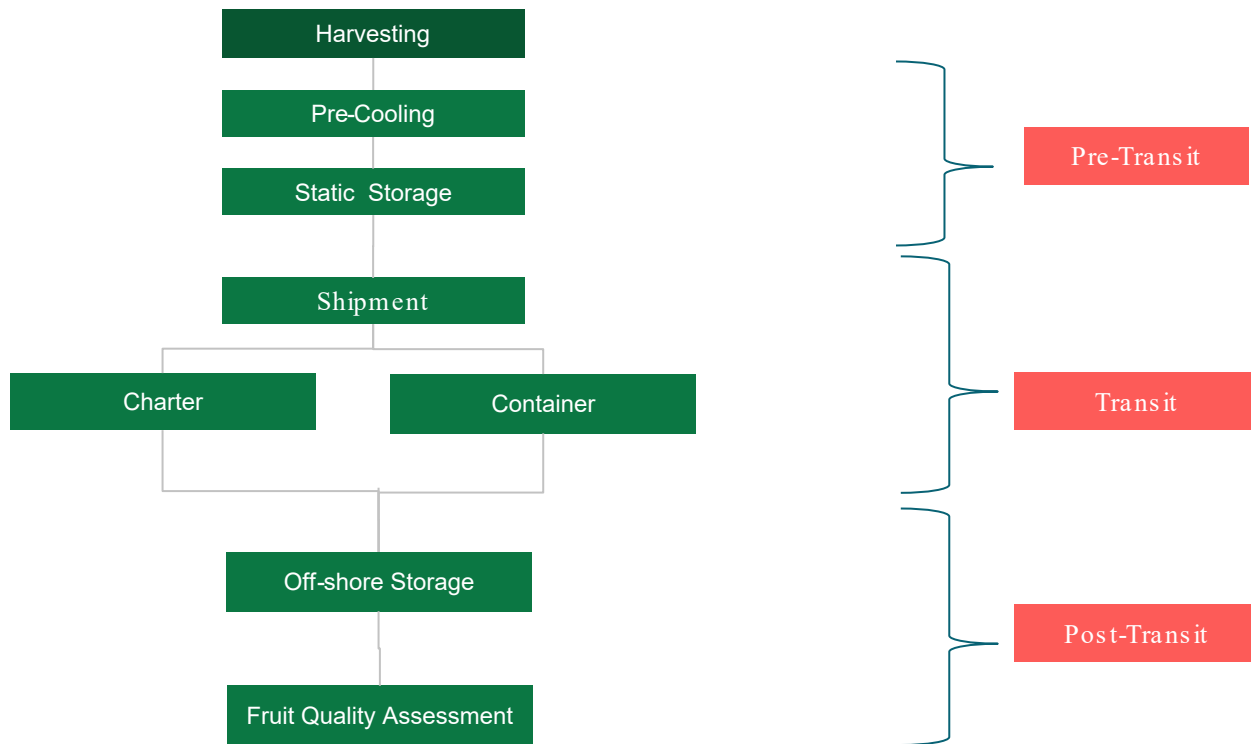 Harvesting
Pre-Cooling
Static Storage
Pre-Transit
Shipment
Charter
Container
Transit
Off-shore Storage
Post-Transit
Fruit Quality Assessment